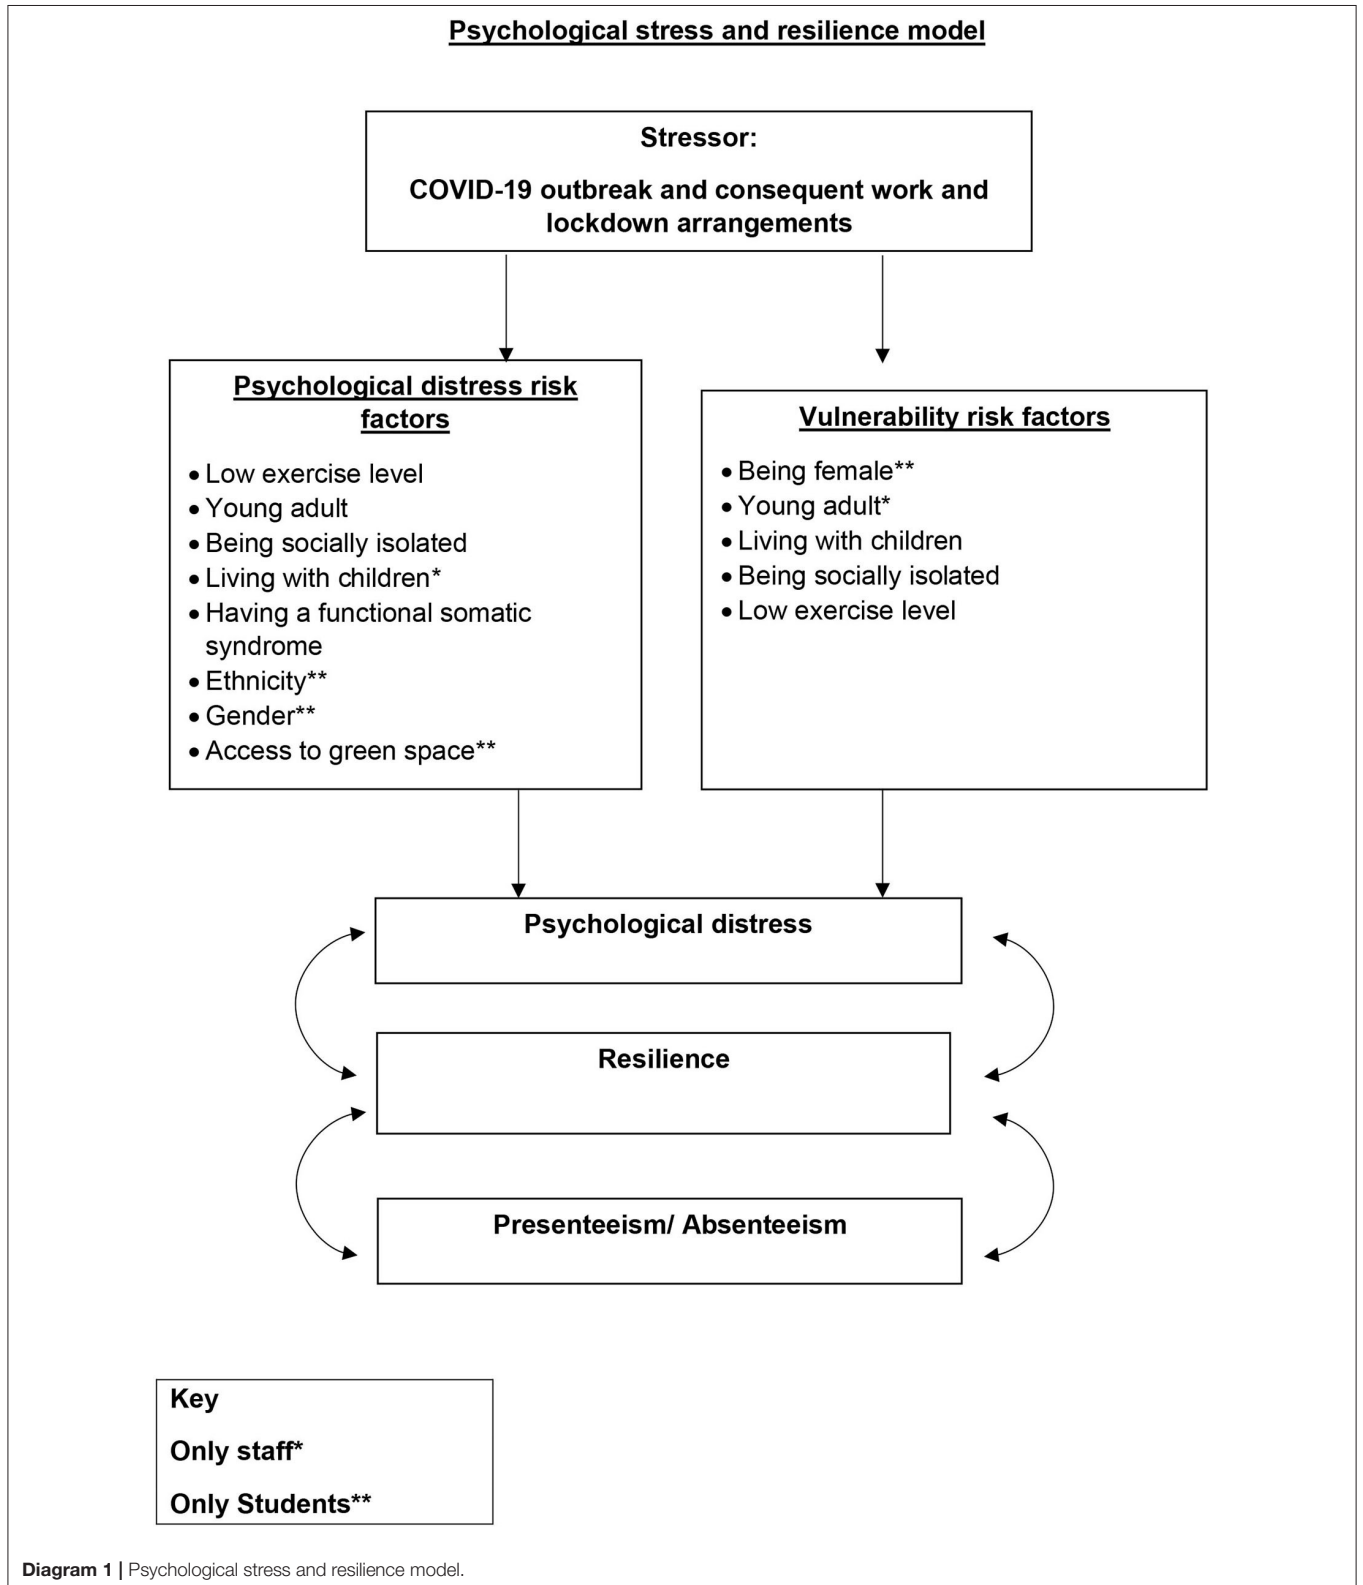 Psychological stress and resilience model
Stressor:
COVID-19 outbreak and consequent work and
lockdown arrangements
Psychological distress risk
factors
• Low exercise level
• Young adult
• Being socially isolated
• Living with children*
• Having a functional somatic
syndrome
• Ethnicity**
• Gender**
• Access to green space**
Vulnerability risk factors
• Being female**
• Young adult*
• Living with children
• Being socially isolated
• Low exercise level
Psychological distress
Resilience
Presenteeism/ Absenteeism
Key
Only staff*
Only Students**
Diagram 1 | Psychological stress and resilience model.